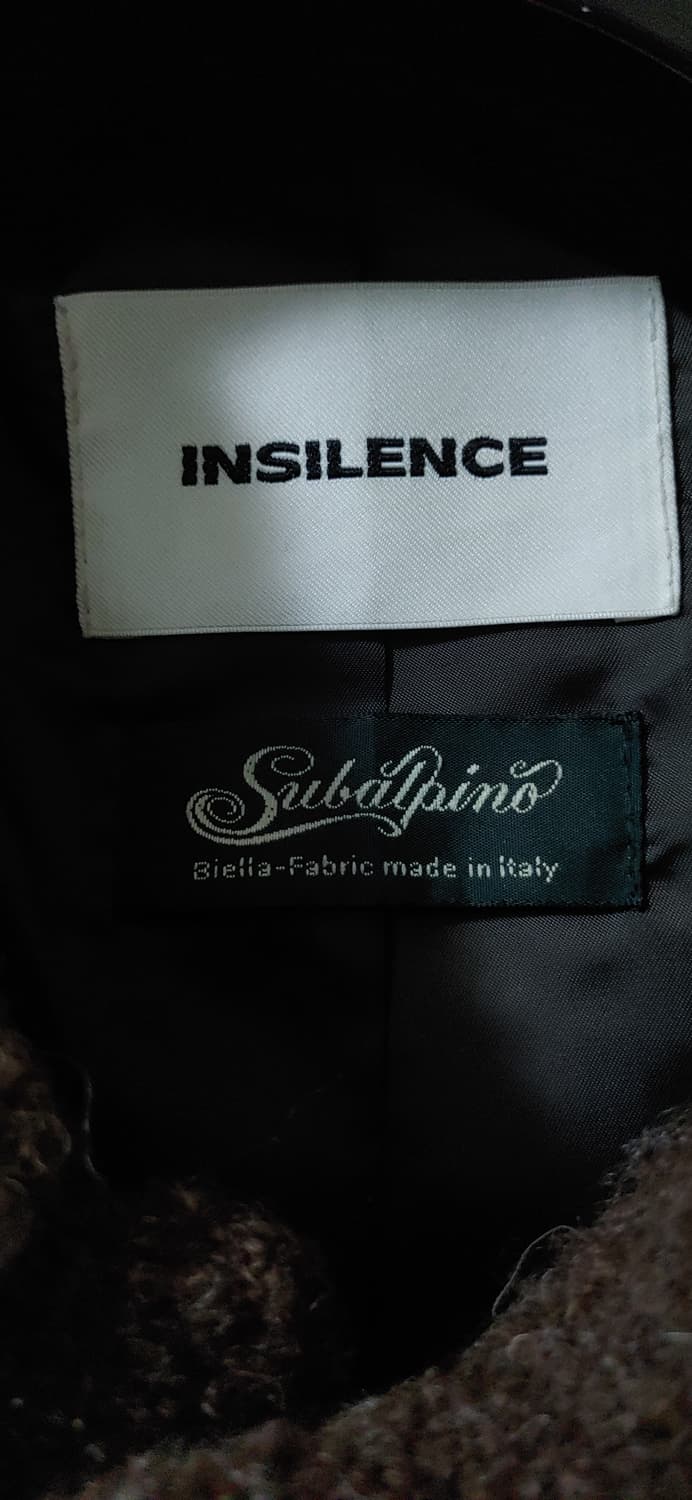 INSILENCE
Subalpino
Biella-Fabric made in Italy